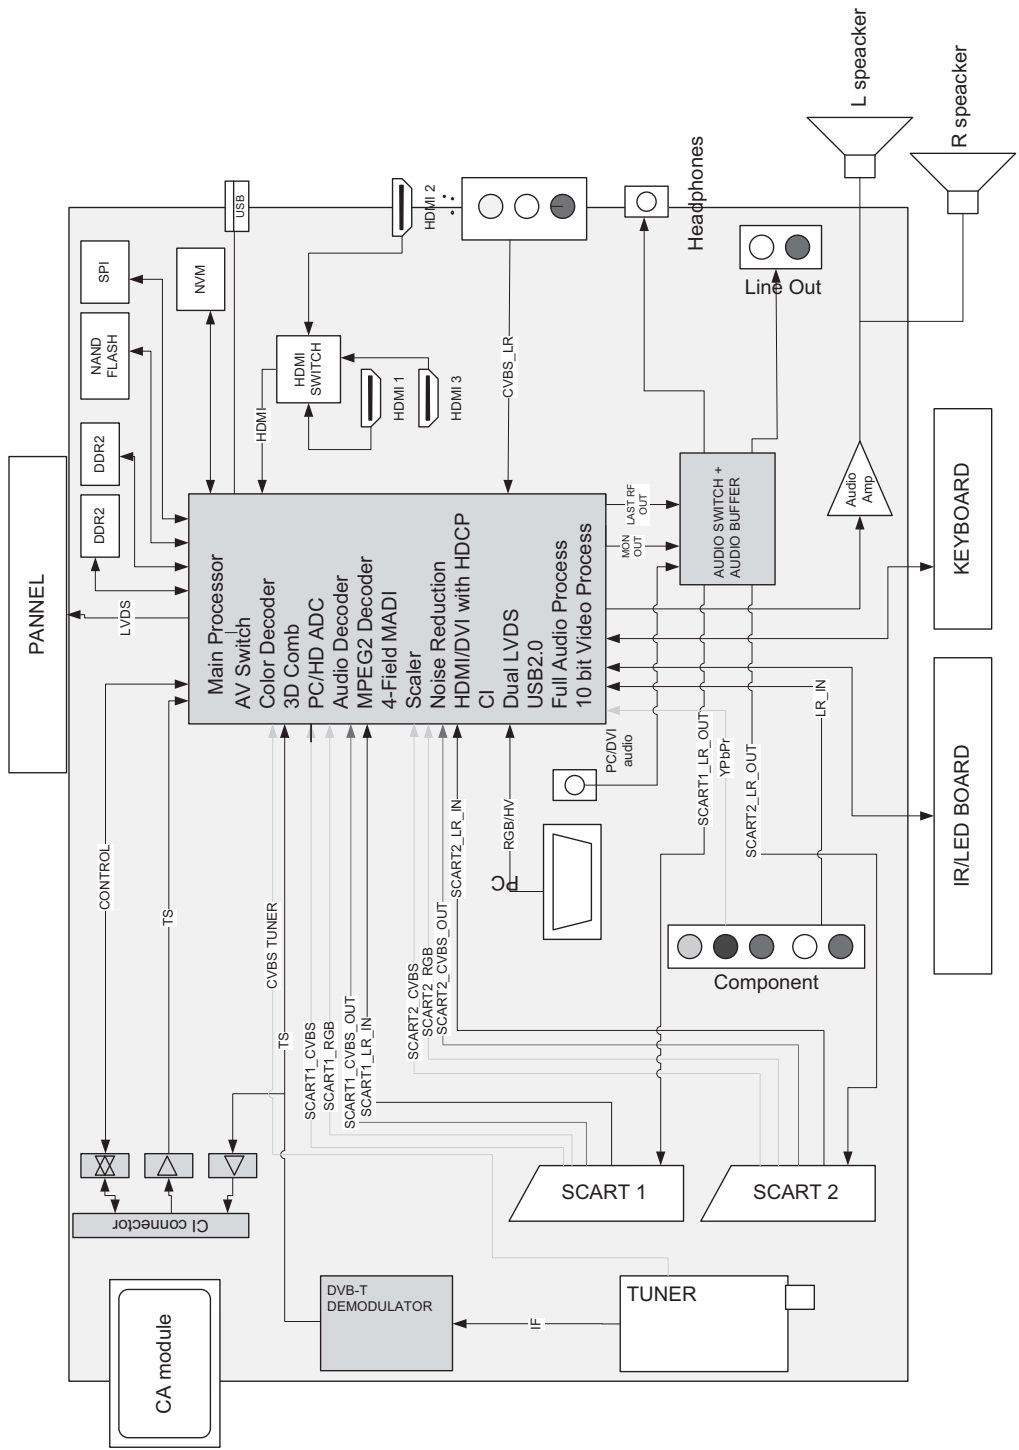 L speacker
R speacker
USB
HDMI 2
Headphones
SPI
NVM
Line Out
NAND
FLASH
HDMI
SWITCH
HDMI 1
HDMI 3
CVBS_LR
HDMI
DDR2
DDR2
PANNEL
LVDS
AUDIO SWITCH +
AUDIO BUFFER
Audio
Amp
KEYBOARD
LAST RF
OUT
MON
OUT
Main Processor
AV Switch
Color Decoder
3D Comb
PC/HD ADC
Audio Decoder
MPEG2 Decoder
4-Field MADI
Scaler
Noise Reduction
HDMI/DVI with HDCP
CI
Dual LVDS
USB2.0
Full Audio Process
10 bit Video Process
PC/DVI
audio
LR_IN
SCART1_LR_OUT
YPbPr
SCART2_LR_OUT
IR/LED BOARD
CONTROL
TS
CVBS TUNER
TS
SCART1_CVBS
SCART1_RGB
SCART1_CVBS_OUT
SCART1_LR_IN
SCART2_CVBS
SCART2_RGB
SCART2_CVBS_OUT
SCART2_LR_IN
RGB/HV
PC
Component
CI connector
SCART 1
SCART 2
DVB-T
DEMODULATOR
IF
TUNER
CA module